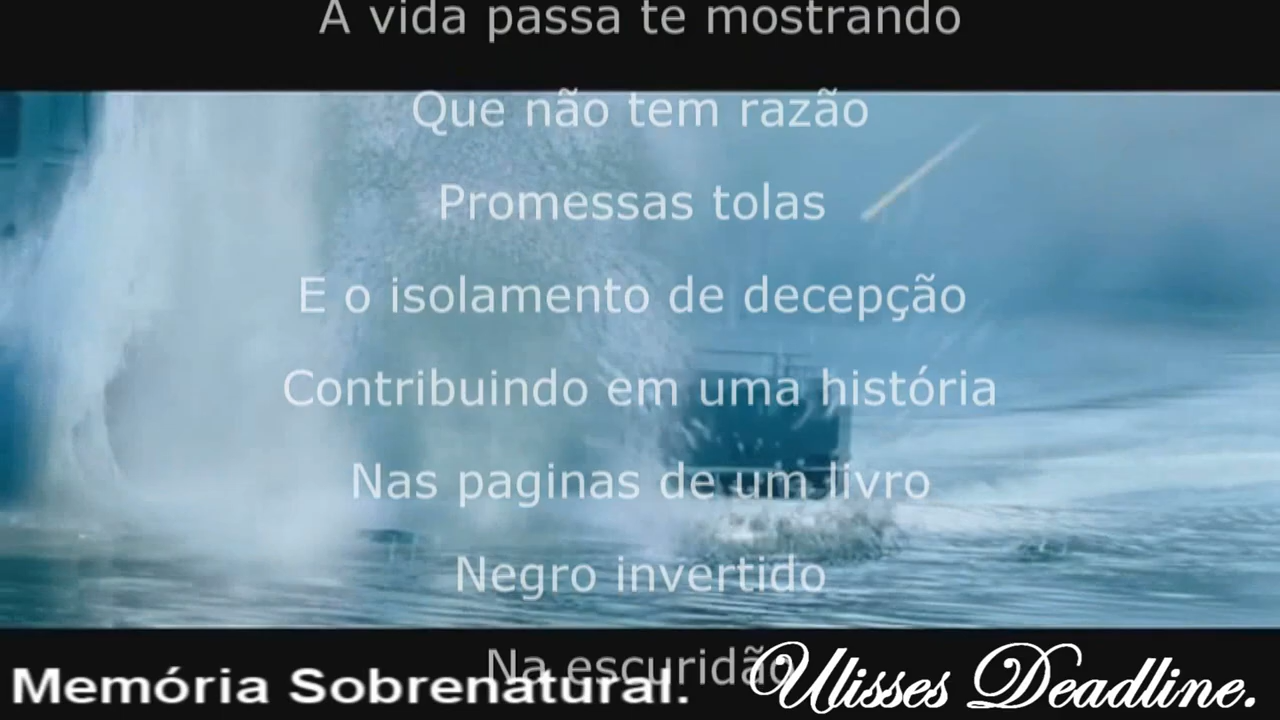 A vida passa te mostrando
Que não tem razão
Promessas tolas
E o isolamento de decepção
Contribuindo em uma história
Nas paginas de um livro
Negro invertido
Na escuridão
Memória Sobrenatural.
Ulisses Deadline.